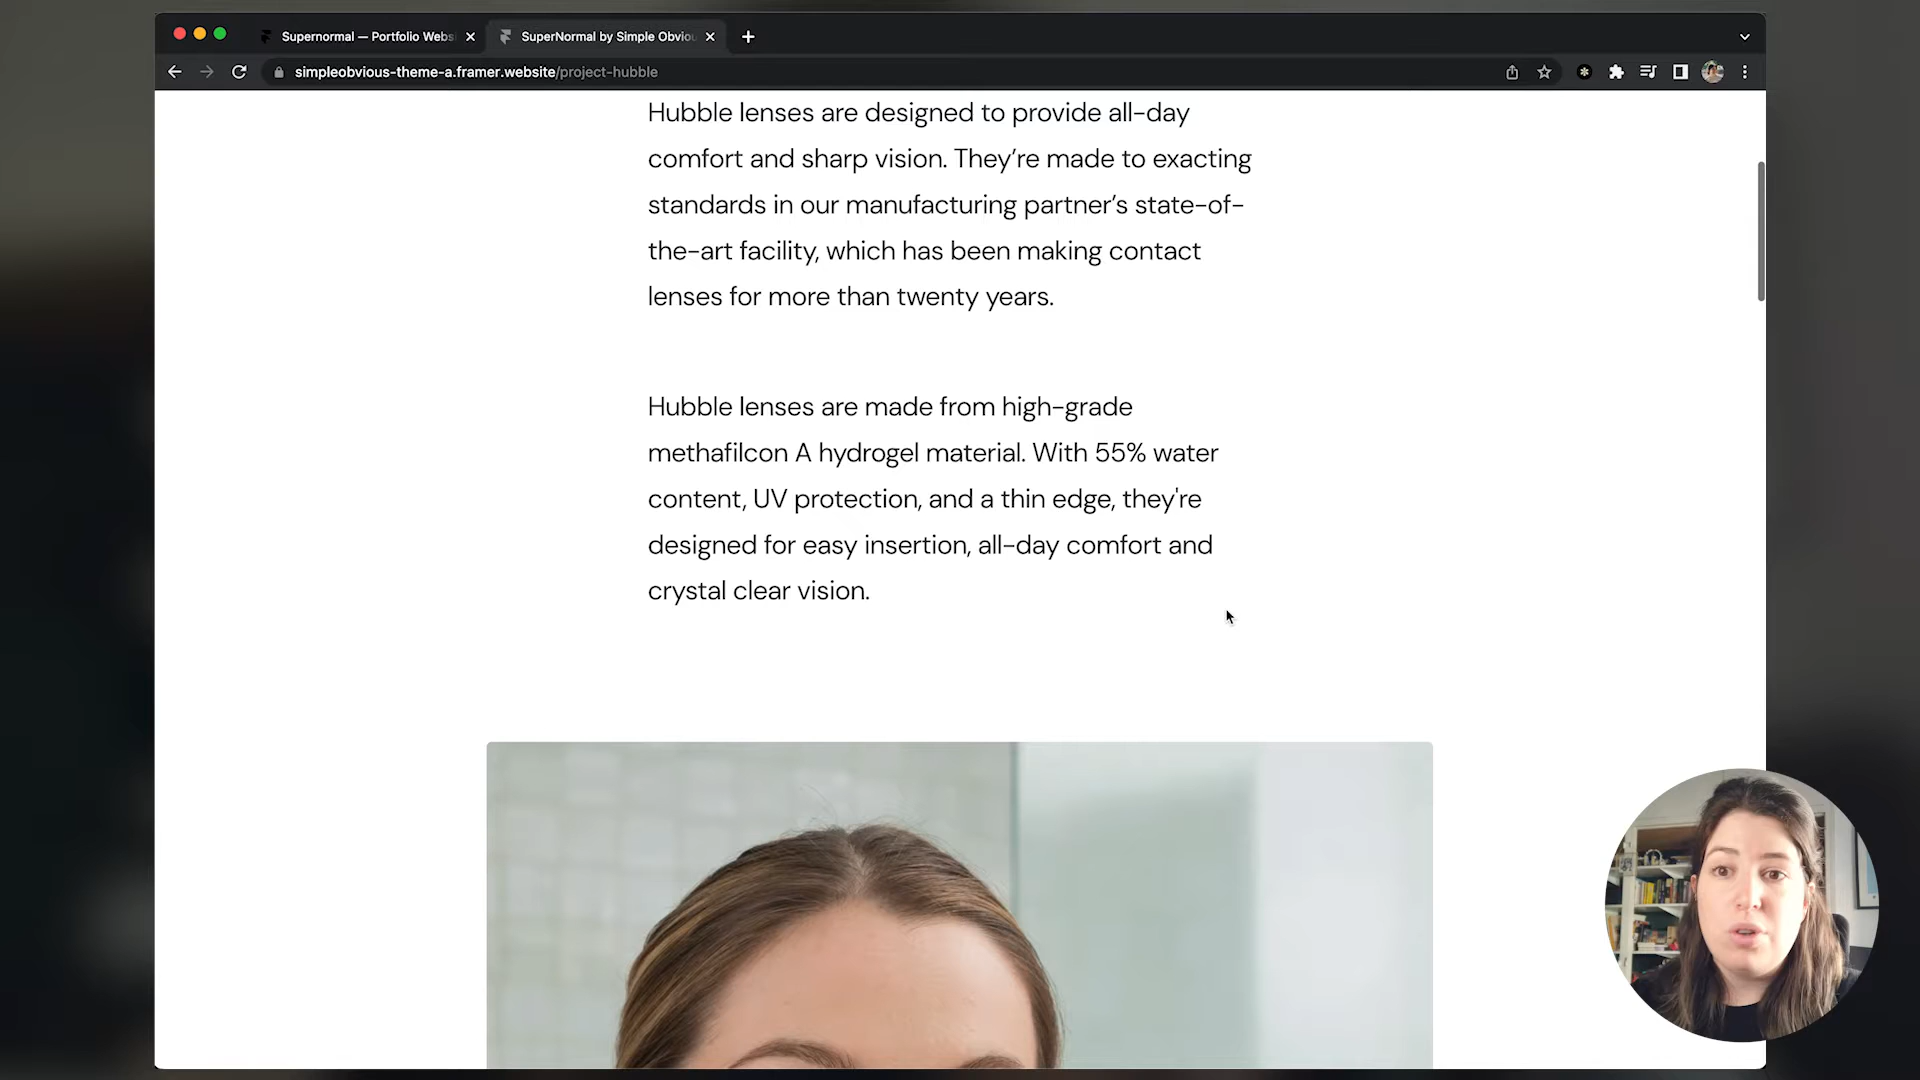 Supernormal — Portfolio Webs
SuperNormal by Simple Obvio
simpleobvious-theme-a.framer.website/project-hubble
Hubble lenses are designed to provide all-day
comfort and sharp vision. They’re made to exacting
standards in our manufacturing partner’s state-of-
the-art facility, which has been making contact
lenses for more than twenty years.
Hubble lenses are made from high-grade
methafilcon A hydrogel material. With 55% water
content, UV protection, and a thin edge, they're
designed for easy insertion, all-day comfort and
crystal clear vision.